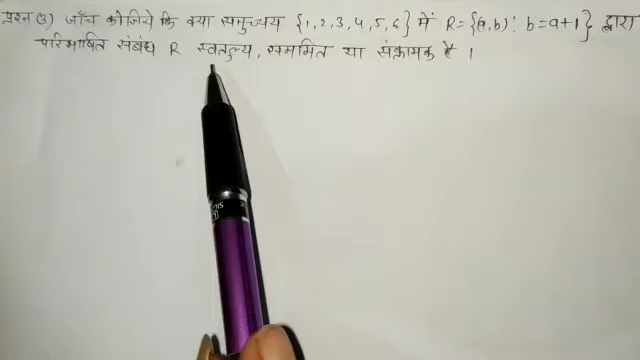 प्रश्न (3) जाँच कीजिये कि क्या समुच्चय {1,2,3,4,5,6} में R={(a,b): b=a+1} द्वारा
परिभाषित संबंध R स्वतुल्य, सममित या संक्रामक है ।